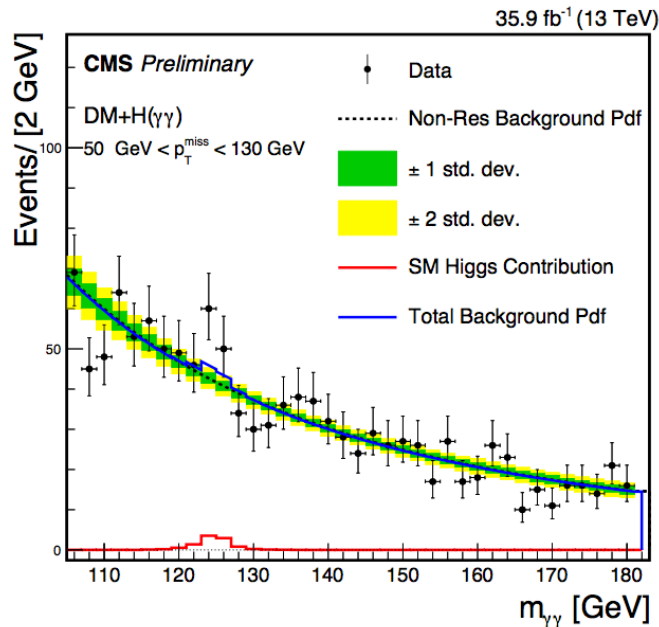 35.9 fb⁻¹ (13 TeV)
CMS Preliminary
DM+H(γγ)
50 GeV < p_T^miss < 130 GeV
Data
Non-Res Background Pdf
± 1 std. dev.
± 2 std. dev.
SM Higgs Contribution
Total Background Pdf
Events/ [2 GeV]
100
50
0
110 120 130 140 150 160 170 180
m_γγ [GeV]